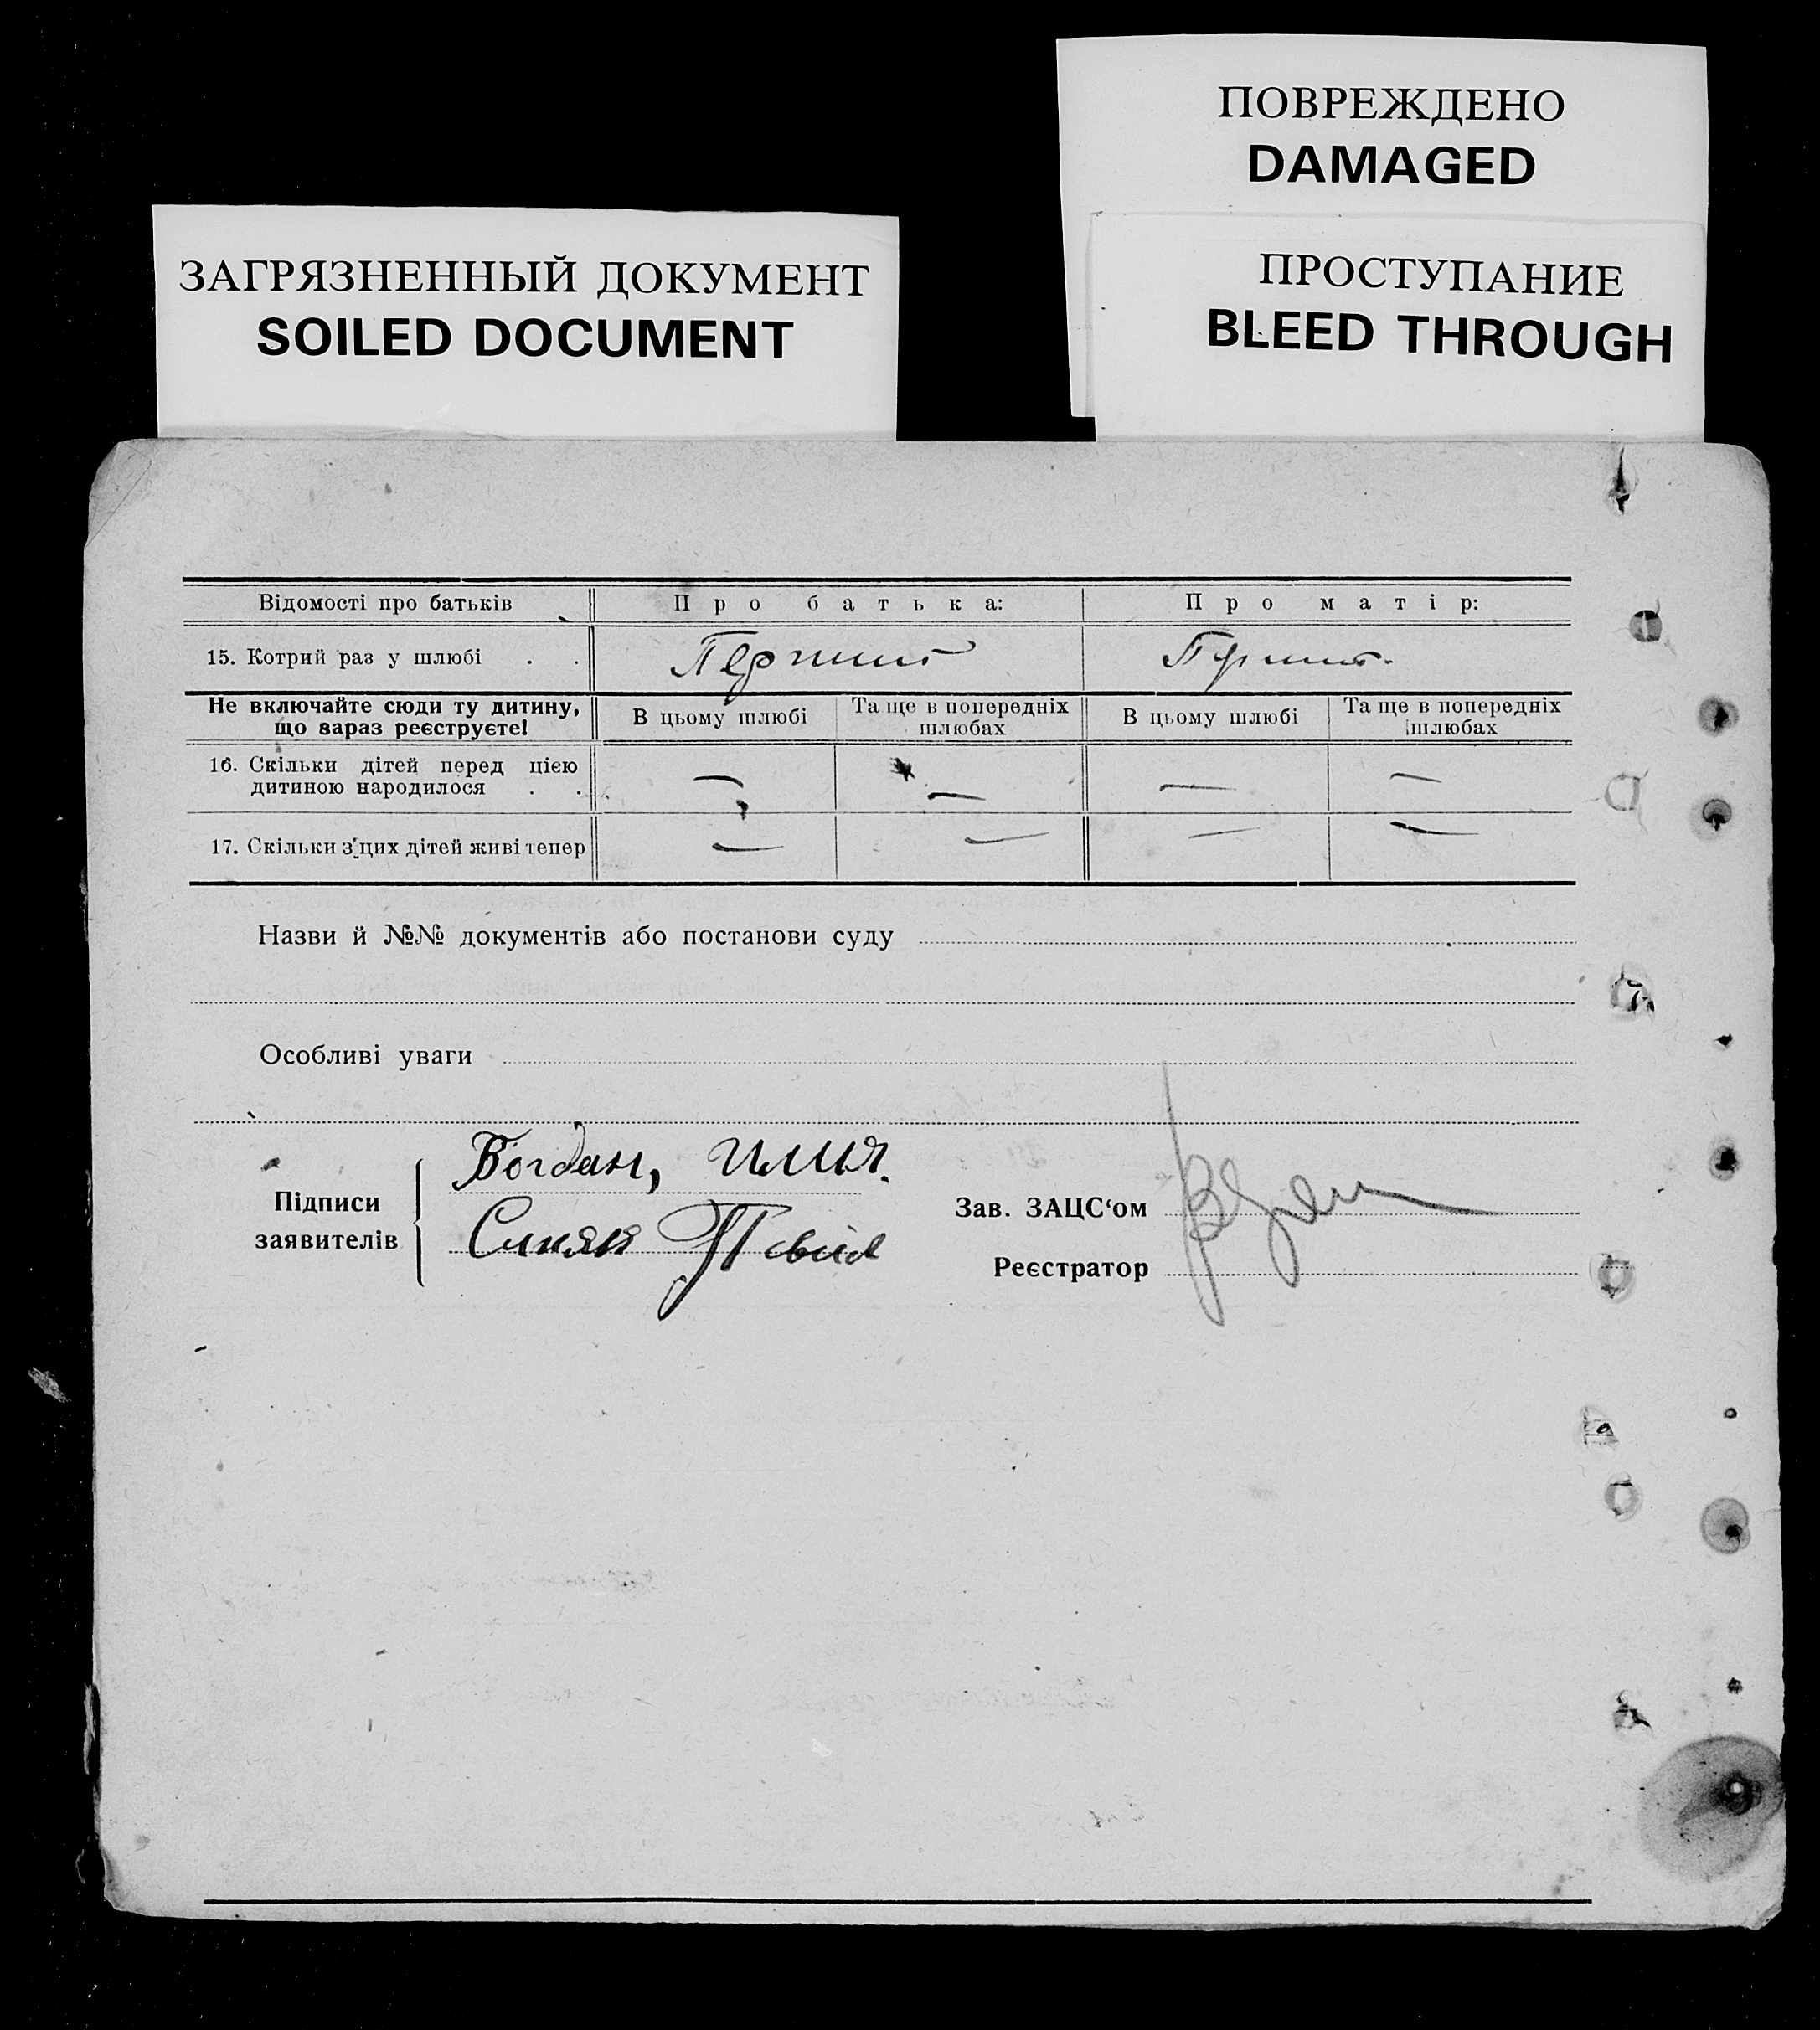 ПОВРЕЖДЕНО
DAMAGED
ЗАГРЯЗНЕННЫЙ ДОКУМЕНТ
SOILED DOCUMENT
ПРОСТУПАНИЕ
BLEED THROUGH
Відомості про батьків Про батька: Про матір:
15. Котрий раз у шлюбі . .
Не включайте сюди ту дитину, що вараз реєструєте!
В цьому шлюбі
Та ще в попередніх шлюбах
В цьому шлюбі
Та ще в попередніх шлюбах
16. Скільки дітей перед цією
дитиною народилося . . — — — —
17. Скільки з цих дітей живі тепер — — — —
Назви й №№ документів або постанови суду
Особливі уваги
Підписи
заявителів
Богдан, Илия.
Синяк
Зав. ЗАЦС‘ом
Реєстратор